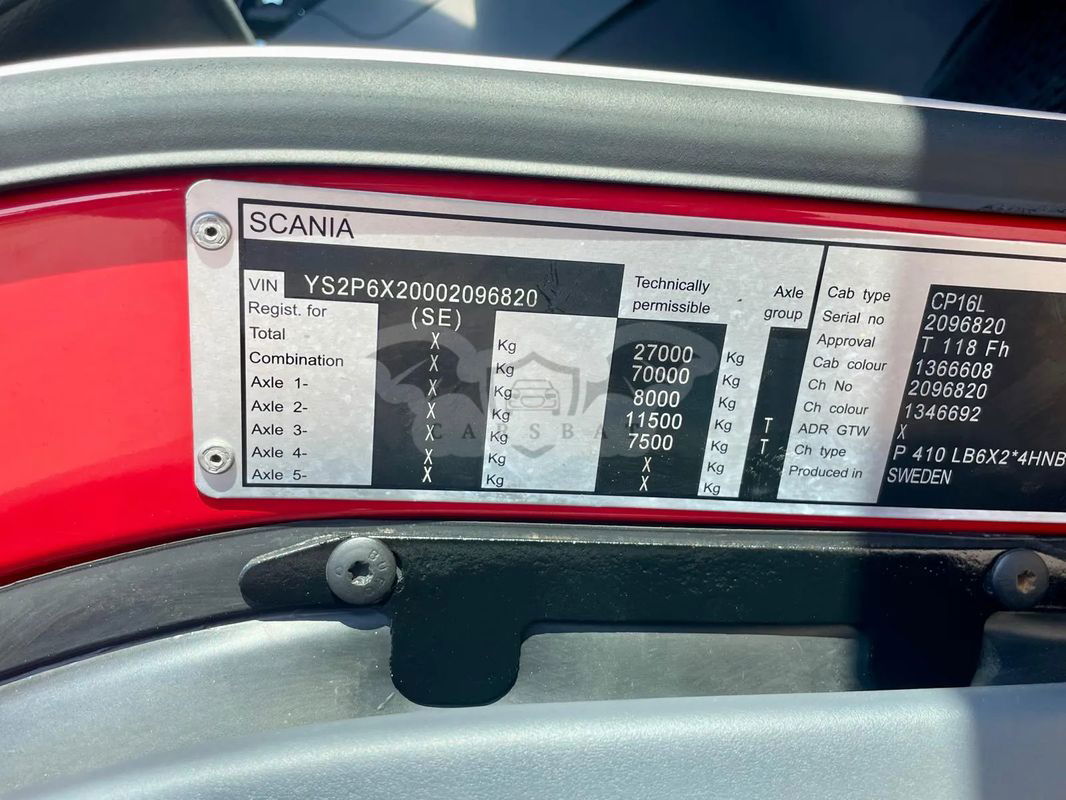 SCANIA
VIN YS2P6X20002096820
Regist. for (SE)
Technically
permissible
Axle
group
Total X Kg 27000 Kg
Combination X Kg 70000 Kg
Axle 1- X Kg 8000 Kg
Axle 2- X Kg 11500 Kg T
Axle 3- X Kg 7500 Kg T
Axle 4- X Kg X Kg
Axle 5- X Kg X Kg
Cab type CP16L
Serial no 2096820
Approval T 118 Fh
Cab colour 1366608
Ch No 2096820
Ch colour 1346692
ADR GTW X
Ch type P 410 LB6X2*4HNB
Produced in SWEDEN